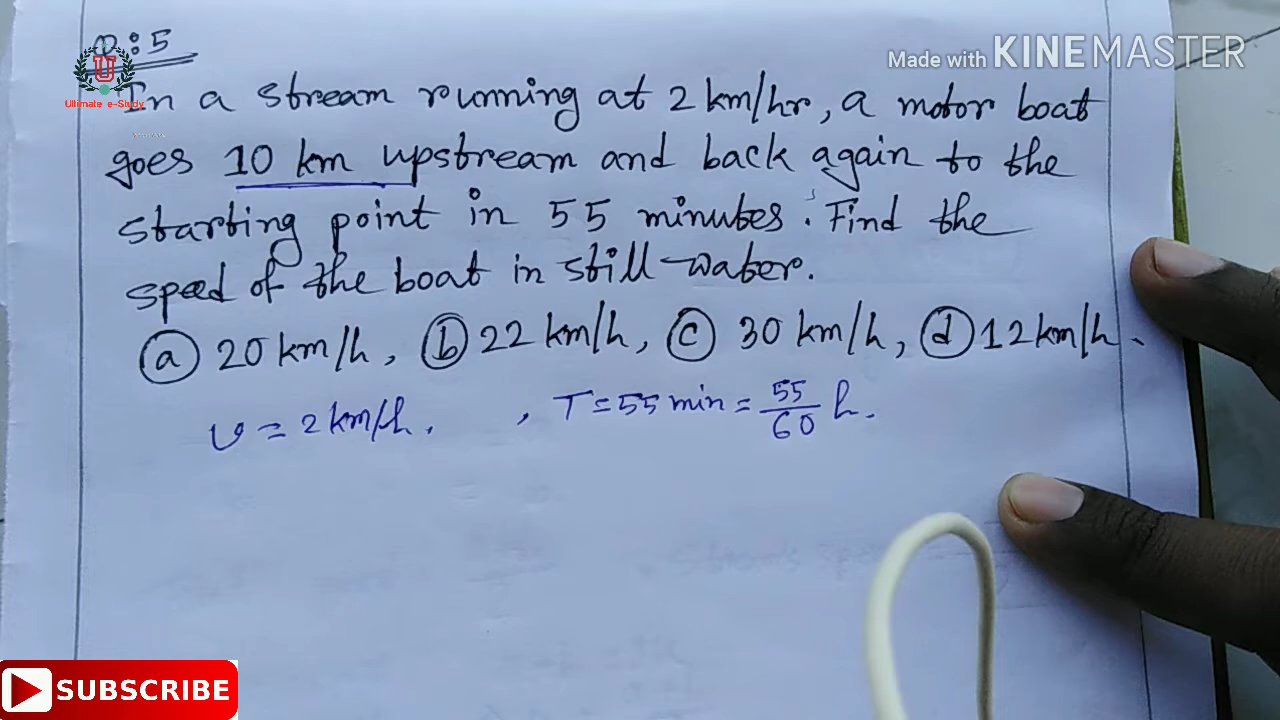 Q:5
Made with KINEMASTER
U
Ultimate e-Study
In a stream running at 2 km/hr, a motor boat
goes 10 km upstream and back again to the
starting point in 55 minutes. Find the
speed of the boat in still-water.
(a) 20 km/h, (b) 22 km/h, (c) 30 km/h, (d) 12 km/h.
v = 2 km/h. , T = 55 min = 55/60 h.
SUBSCRIBE